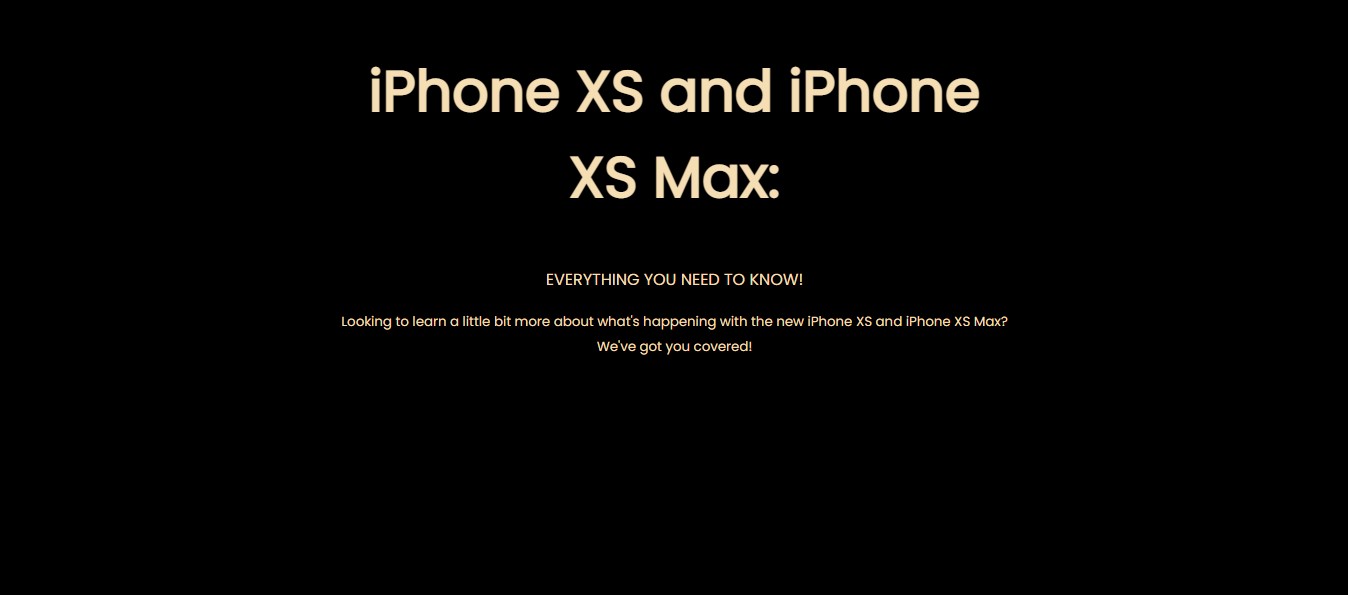 iPhone XS and iPhone
XS Max:
EVERYTHING YOU NEED TO KNOW!
Looking to learn a little bit more about what's happening with the new iPhone XS and iPhone XS Max?
We've got you covered!